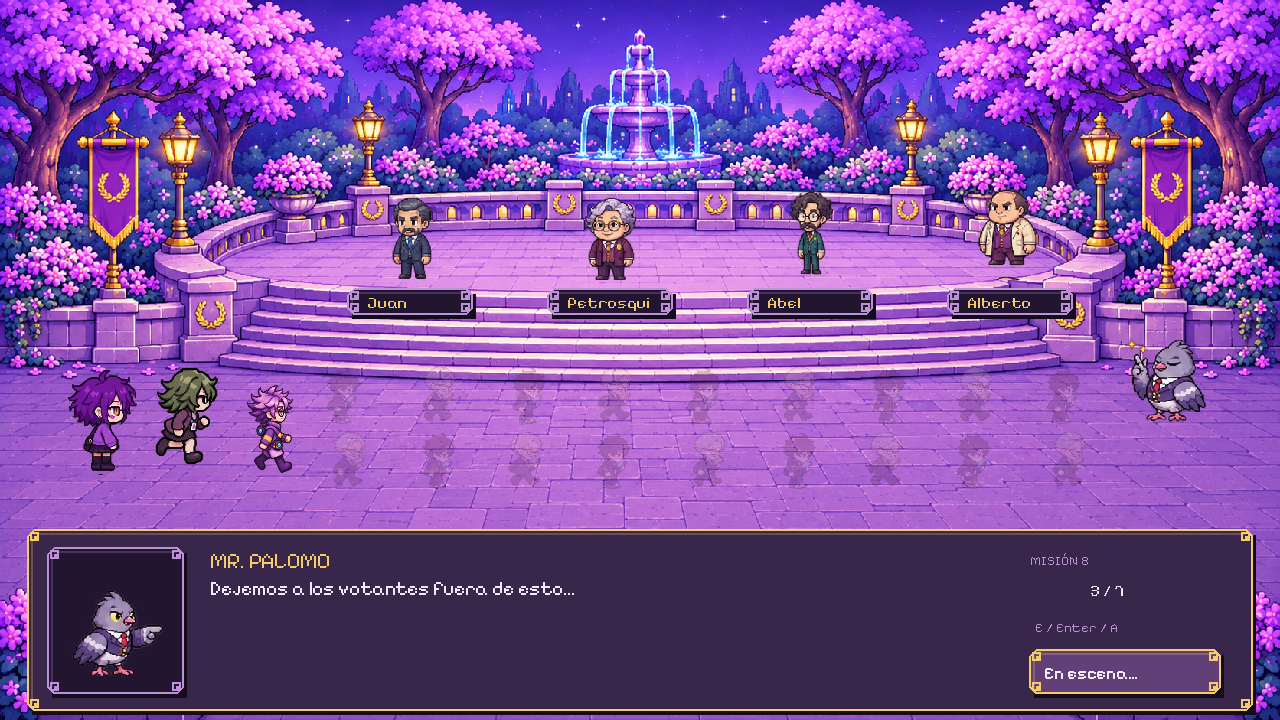 Juan
Petrosqui
Abel
Alberto
MR. PALOMO
Dejemos a los votantes fuera de esto...
MISIÓN 8
3 / 7
E / Enter / A
En escena...